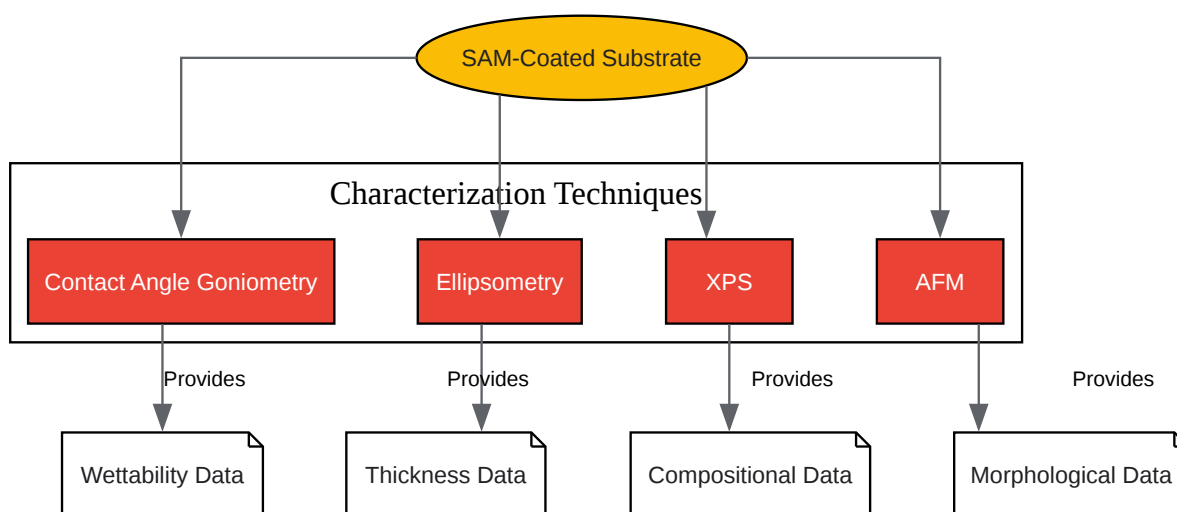 SAM-Coated Substrate
Characterization Techniques
Contact Angle Goniometry
Ellipsometry
XPS
AFM
Provides
Provides
Provides
Provides
Wettability Data
Thickness Data
Compositional Data
Morphological Data